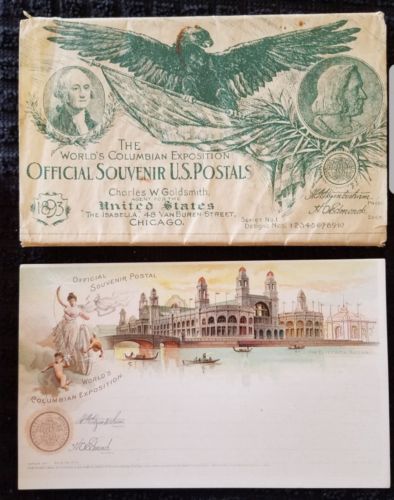 THE
WORLD'S COLUMBIAN EXPOSITION
OFFICIAL SOUVENIR U.S. POSTALS
Charles W. Goldsmith,
AGENT FOR THE
United States
"THE ISABELLA," 48 VAN BUREN STREET,
CHICAGO.
1893
Series No. 1
Designs Nos. 1 2 3 4 5 6 7 8 9 10
OFFICIAL
SOUVENIR POSTAL
WORLD'S
COLUMBIAN EXPOSITION